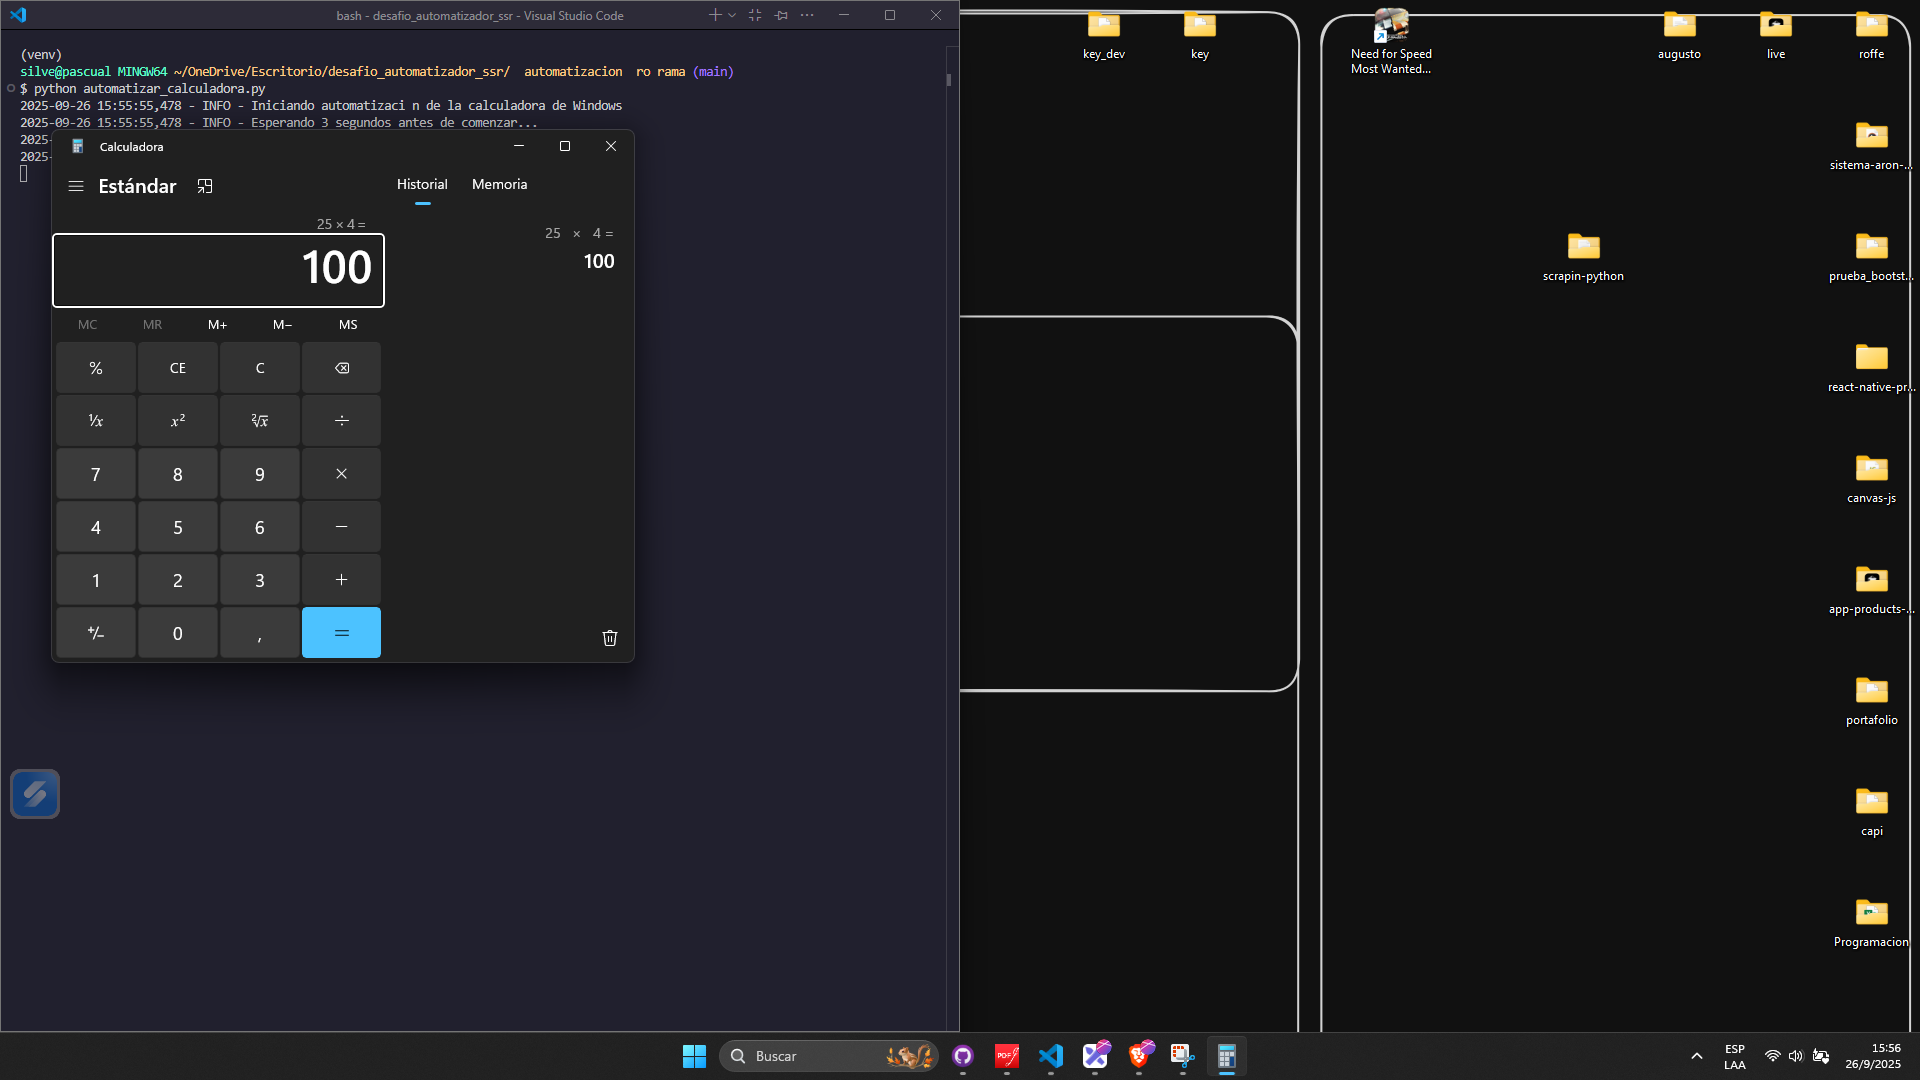 bash - desafio_automatizador_ssr - Visual Studio Code
(venv)
silve@pascual MINGW64 ~/OneDrive/Escritorio/desafio_automatizador_ssr/  automatizacion  ro rama (main)
$ python automatizar_calculadora.py
2025-09-26 15:55:55,478 - INFO - Iniciando automatizaci n de la calculadora de Windows
2025-09-26 15:55:55,478 - INFO - Esperando 3 segundos antes de comenzar...
2025-
2025-
Calculadora
Estándar
Historial
Memoria
25 × 4 =
100
25 × 4 =
100
MC MR M+ M− MS
% CE C
⅟x x² ²√x ÷
7 8 9 ×
4 5 6 −
1 2 3 +
+/− 0 , =
key_dev
key
Need for Speed
Most Wanted...
augusto
live
roffe
sistema-aron-...
scrapin-python
prueba_bootst...
react-native-pr...
canvas-js
app-products-...
portafolio
capi
Programacion
Buscar
PDF
ESP
LAA
15:56
26/9/2025